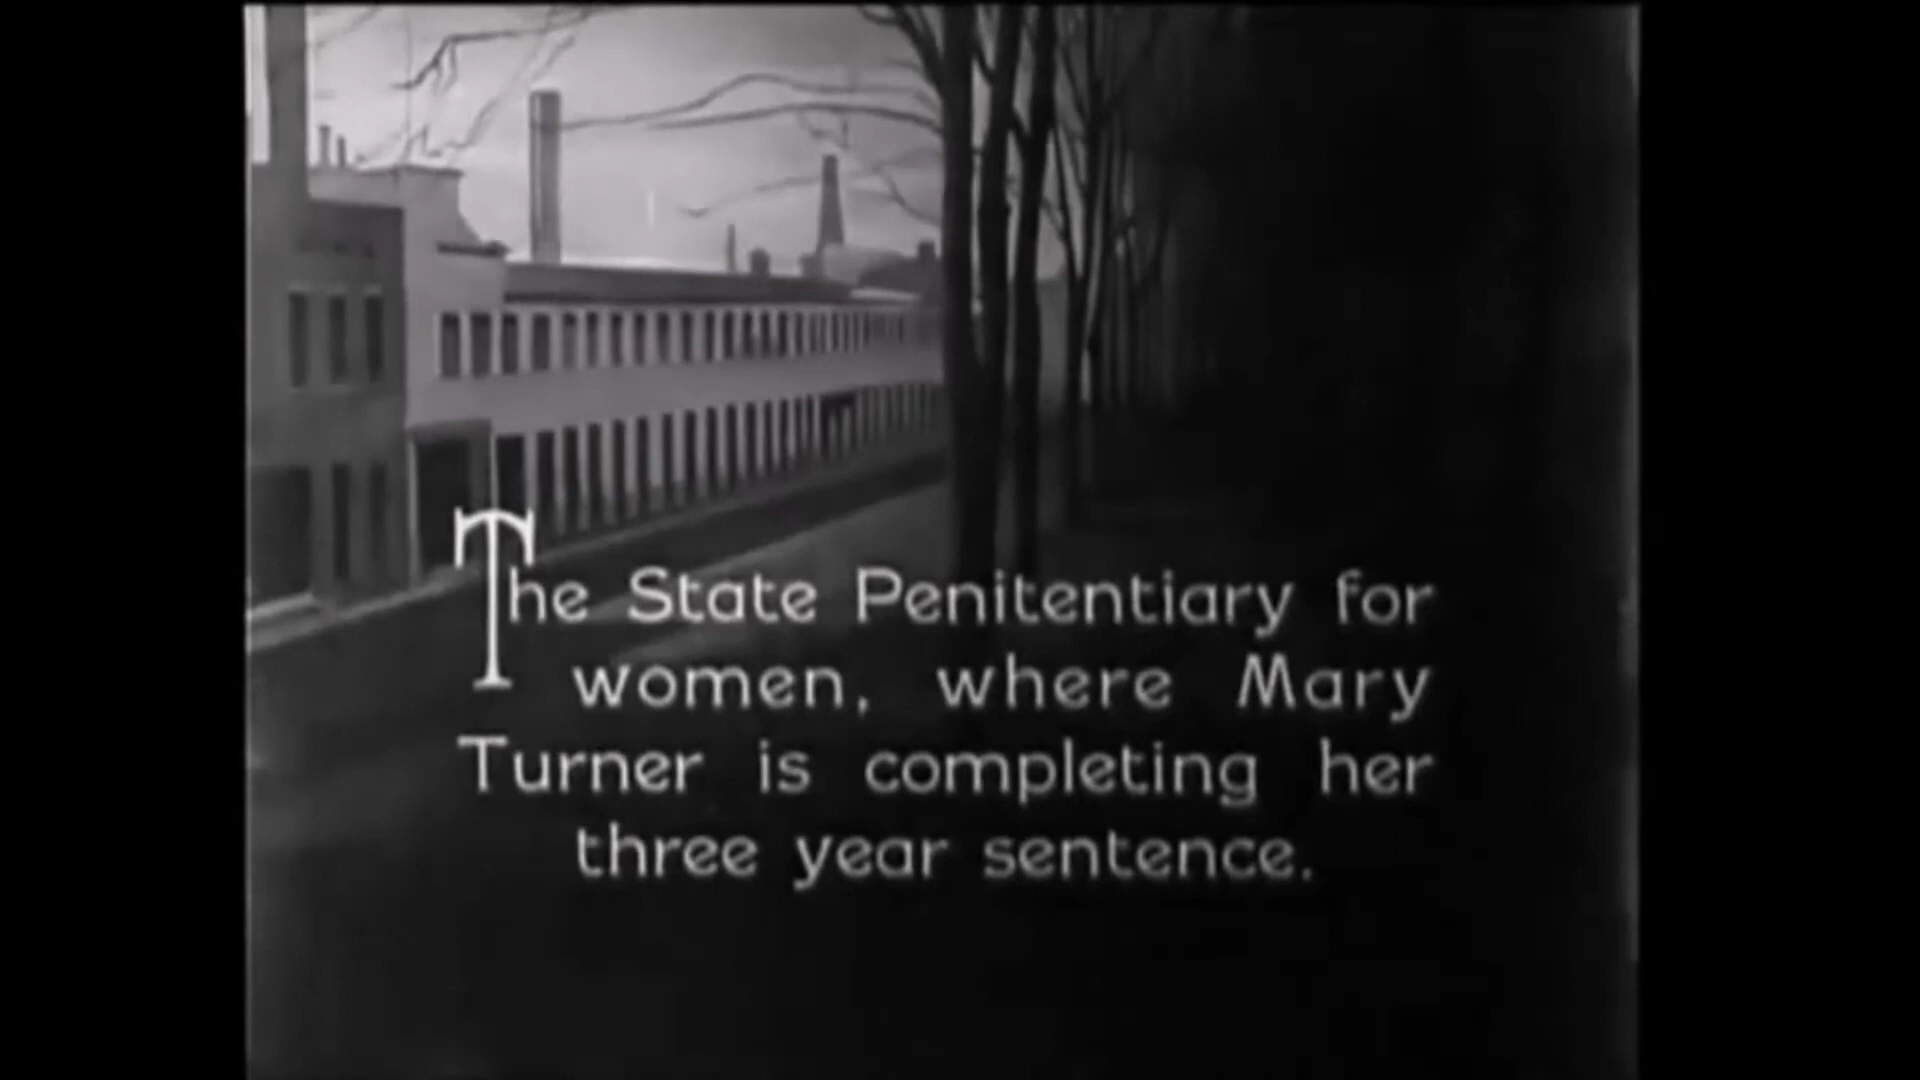 The State Penitentiary for
women, where Mary
Turner is completing her
three year sentence.